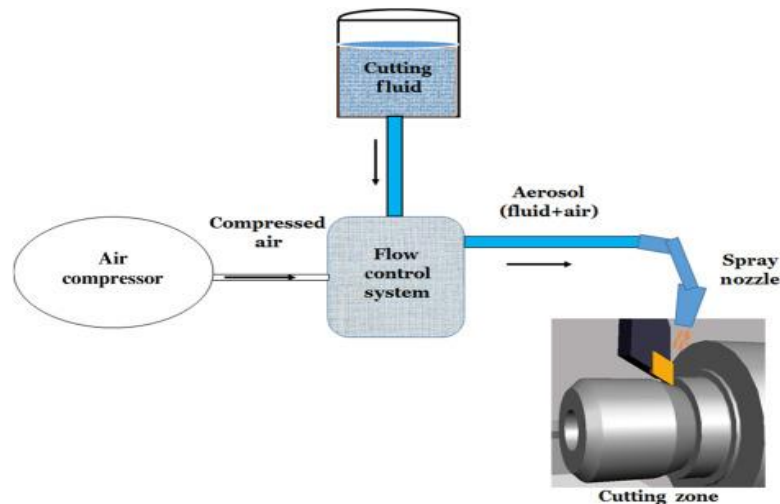 Cutting
fluid
Aerosol
(fluid+air)
Compressed
air
Air
compressor
Flow
control
system
Spray
nozzle
Cutting zone